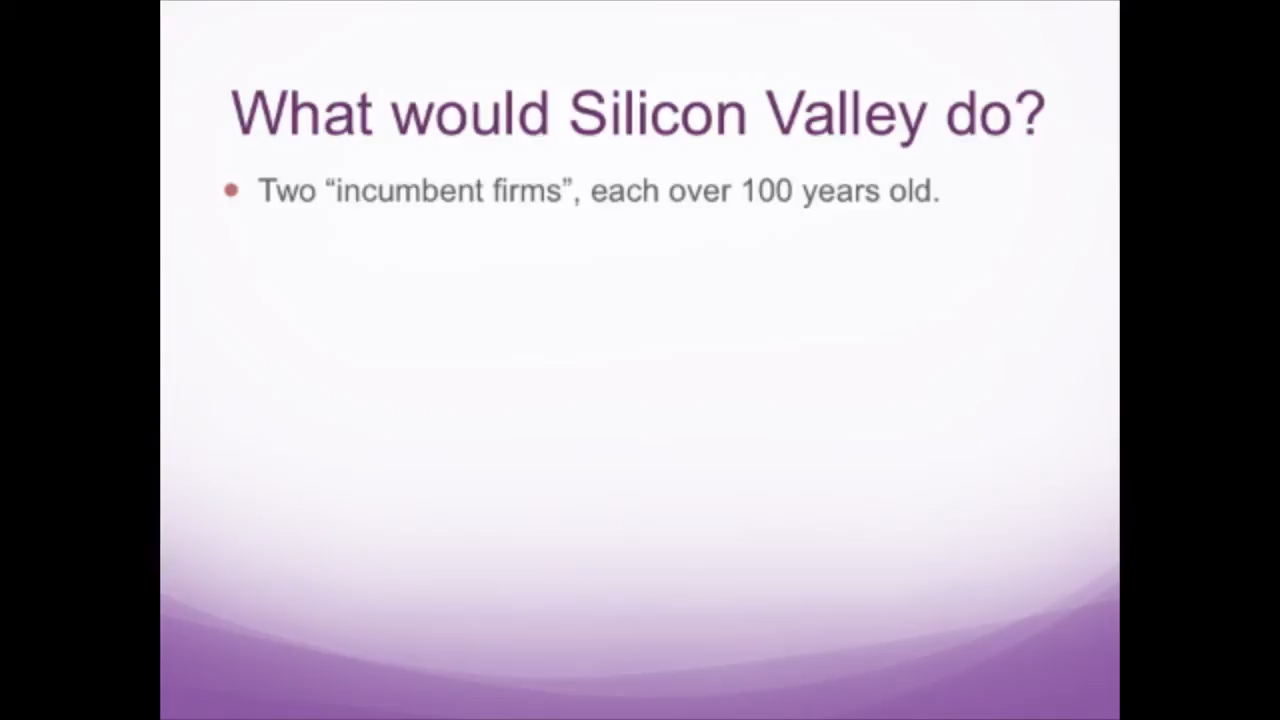 What would Silicon Valley do?
• Two “incumbent firms”, each over 100 years old.